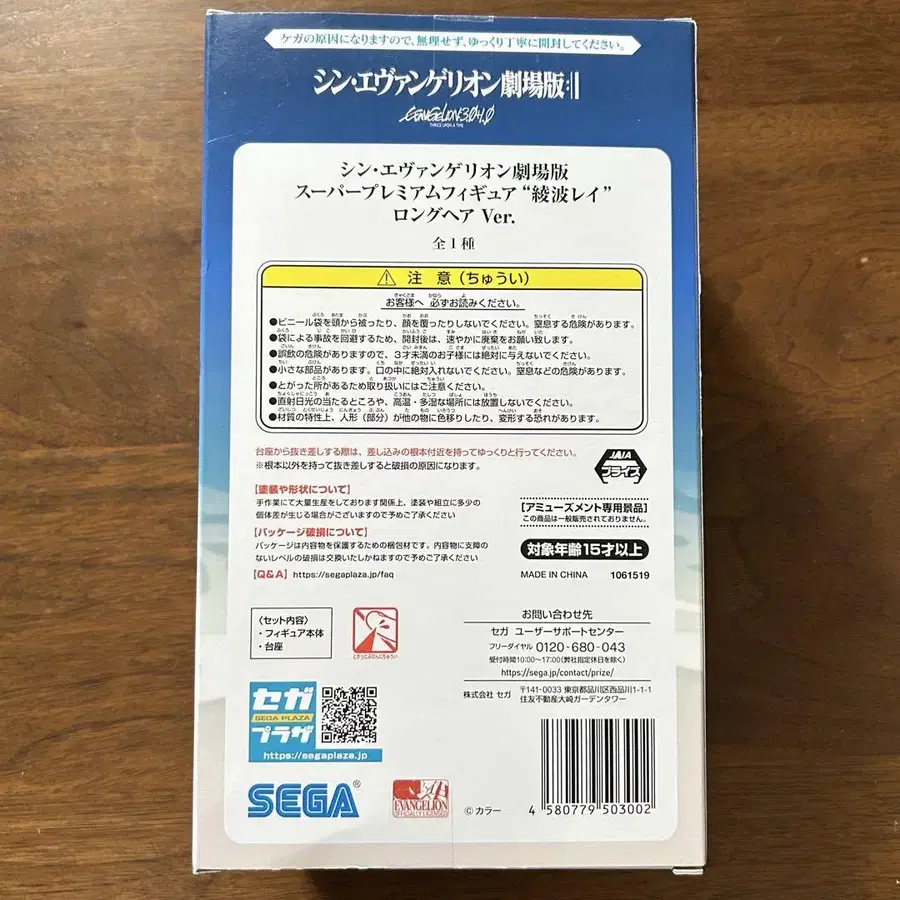 ケガの原因になりますので、無理せず、ゆっくり丁寧に開封してください。
シン・エヴァンゲリオン劇場版:||
EVANGELION:3.0+1.0
THRICE UPON A TIME
シン・エヴァンゲリオン劇場版
スーパープレミアムフィギュア“綾波レイ”
ロングヘア Ver.
全1種
注 意(ちゅうい)
お客様へ 必ずお読みください。
●ビニール袋を頭から被ったり、顔を覆ったりしないでください。窒息する危険があります。
●袋による事故を回避するため、開封後は、速やかに廃棄をお願い致します。
●誤飲の危険がありますので、3才未満のお子様には絶対に与えないでください。
●小さな部品があります。口の中に絶対入れないでください。窒息などの危険があります。
●とがった所があるため取り扱いにはご注意ください。
●直射日光の当たるところや、高温・多湿な場所には放置しないでください。
●材質の特性上、人形(部分)が他の物に色移りしたり、変形する恐れがあります。
台座から抜き差しする際は、差し込みの根本付近を持ってゆっくりと行ってください。
※根本以外を持って抜き差しすると破損の原因になります。
JAIA
プライズ
【塗装や形状について】
手作業にて大量生産をしております関係上、塗装や組立に多少の
個体差が生じる場合がございますので予めご了承ください
【パッケージ破損について】
パッケージは内容物を保護するための梱包材です。内容物に支障の
ないレベルの破損は交換いたしかねますので予めご了承ください
【Q&A】https://segaplaza.jp/faq
[アミューズメント専用景品]
この商品は一般販売されておりません。
対象年齢15才以上
MADE IN CHINA 1061519
〈セット内容〉
・フィギュア本体
・台座
とがったぶひんにちゅうい
お問い合わせ先
セガ ユーザーサポートセンター
フリーダイヤル 0120-680-043
受付時間10:00~17:00(弊社指定休日を除く)
https://sega.jp/contact/prize/
株式会社 セガ 〒141-0033 東京都品川区西品川1-1-1
住友不動産大崎ガーデンタワー
セガ
SEGA PLAZA
プラザ
https://segaplaza.jp
SEGA®
EVANGELION
OFFICIALLY LICENSED
©カラー
4 580779 503002